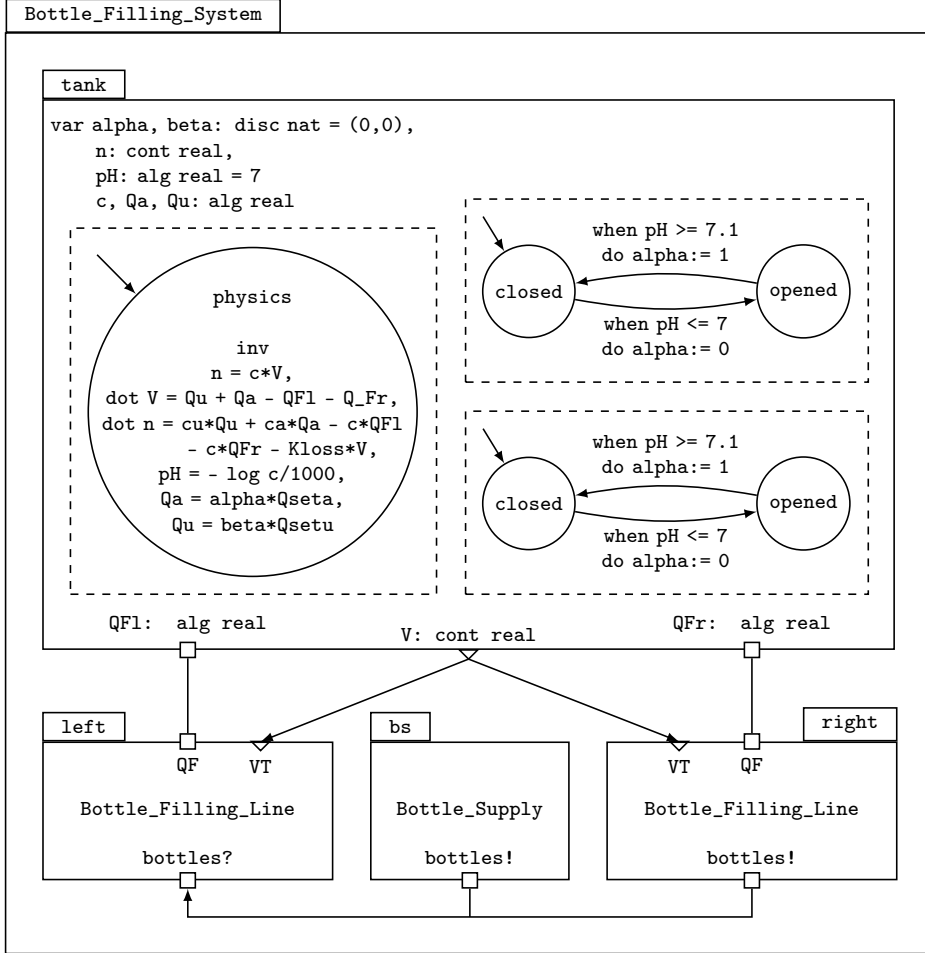 Bottle_Filling_System
tank
var alpha, beta: disc nat = (0,0),
n: cont real,
pH: alg real = 7
c, Qa, Qu: alg real
physics
inv
n = c*V,
dot V = Qu + Qa - QFl - Q_Fr,
dot n = cu*Qu + ca*Qa - c*QFl
- c*QFr - Kloss*V,
pH = - log c/1000,
Qa = alpha*Qseta,
Qu = beta*Qsetu
when pH >= 7.1
do alpha:= 1
closed
opened
when pH <= 7
do alpha:= 0
when pH >= 7.1
do alpha:= 1
closed
opened
when pH <= 7
do alpha:= 0
QFl: alg real
V: cont real
QFr: alg real
left
QF
VT
Bottle_Filling_Line
bottles?
bs
Bottle_Supply
bottles!
right
VT
QF
Bottle_Filling_Line
bottles!